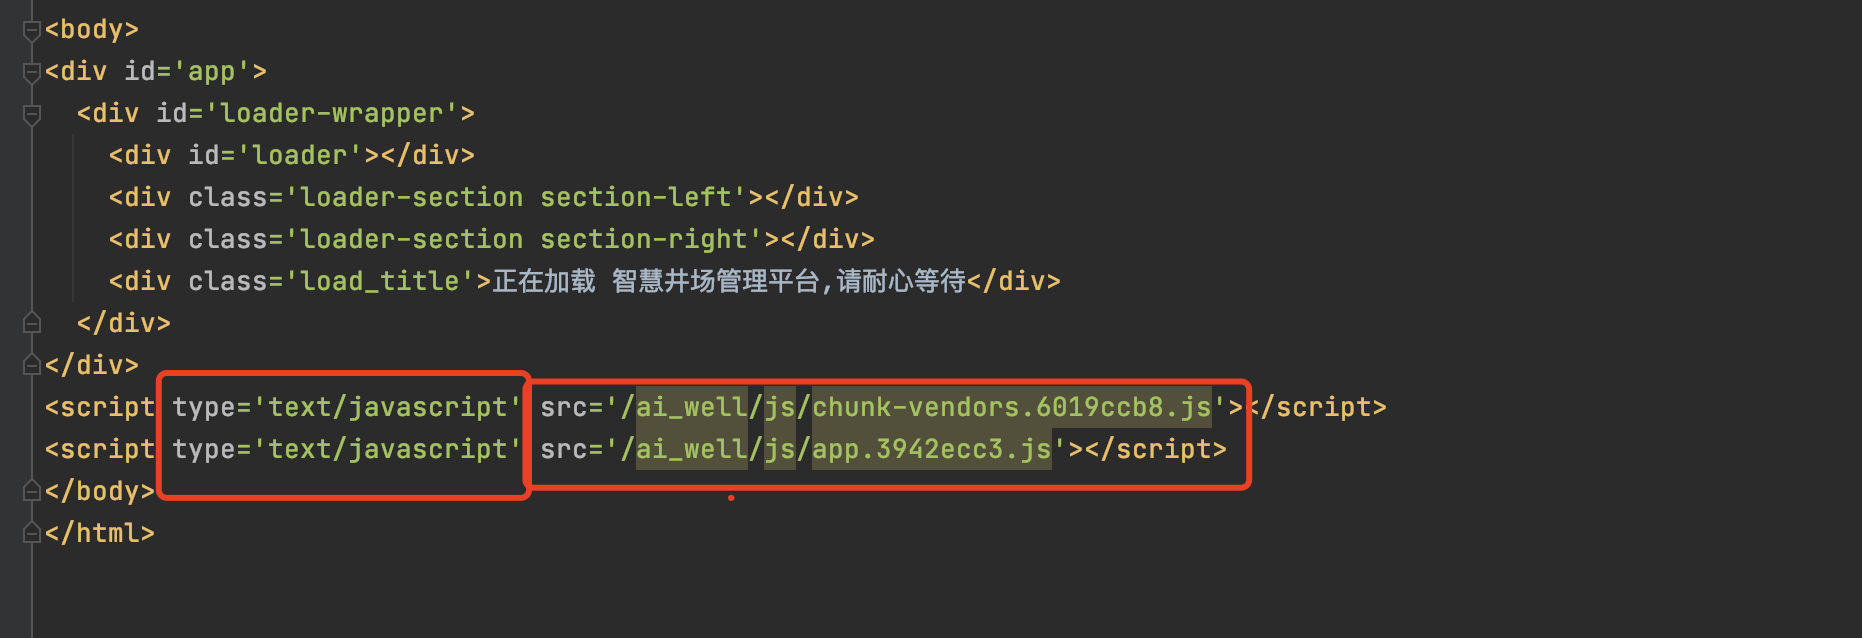 <body>
<div id='app'>
<div id='loader-wrapper'>
<div id='loader'></div>
<div class='loader-section section-left'></div>
<div class='loader-section section-right'></div>
<div class='load_title'>正在加载 智慧井场管理平台,请耐心等待</div>
</div>
</div>
<script type='text/javascript' src='/ai_well/js/chunk-vendors.6019ccb8.js'></script>
<script type='text/javascript' src='/ai_well/js/app.3942ecc3.js'></script>
</body>
</html>